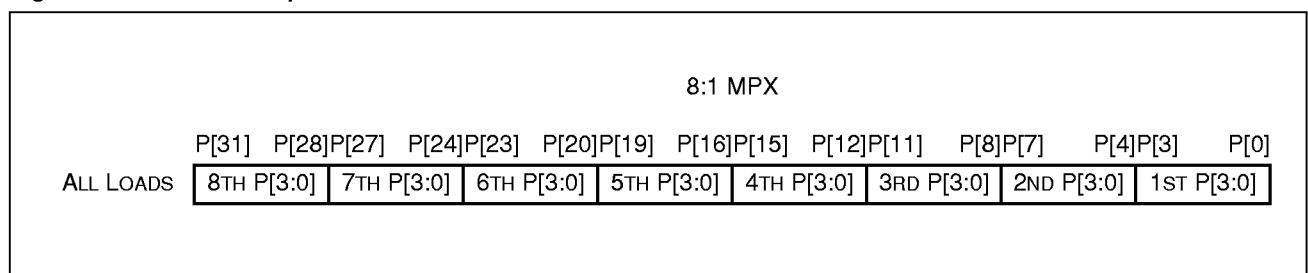 8:1 MPX
P[31] P[28]P[27] P[24]P[23] P[20]P[19] P[16]P[15] P[12]P[11] P[8]P[7] P[4]P[3] P[0]
ALL LOADS 8TH P[3:0] 7TH P[3:0] 6TH P[3:0] 5TH P[3:0] 4TH P[3:0] 3RD P[3:0] 2ND P[3:0] 1ST P[3:0]